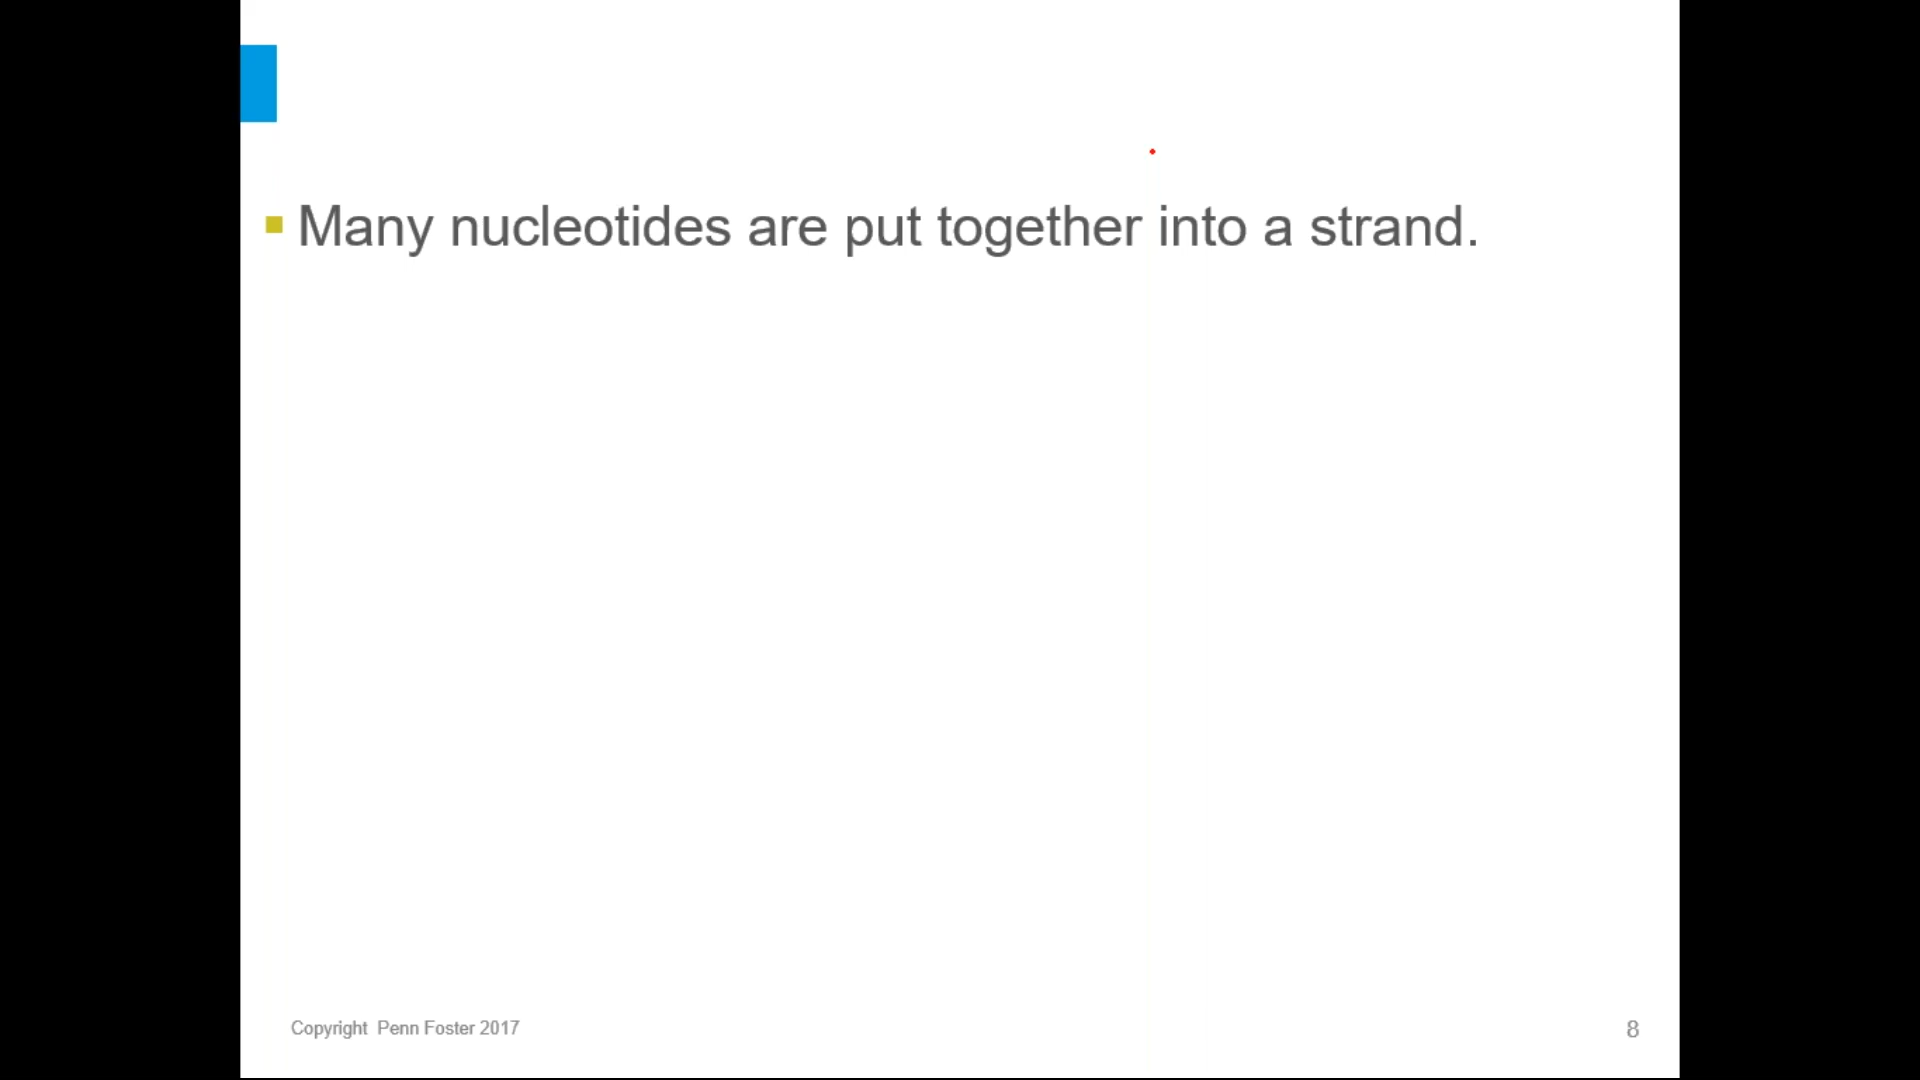 Many nucleotides are put together into a strand.
Copyright Penn Foster 2017
8